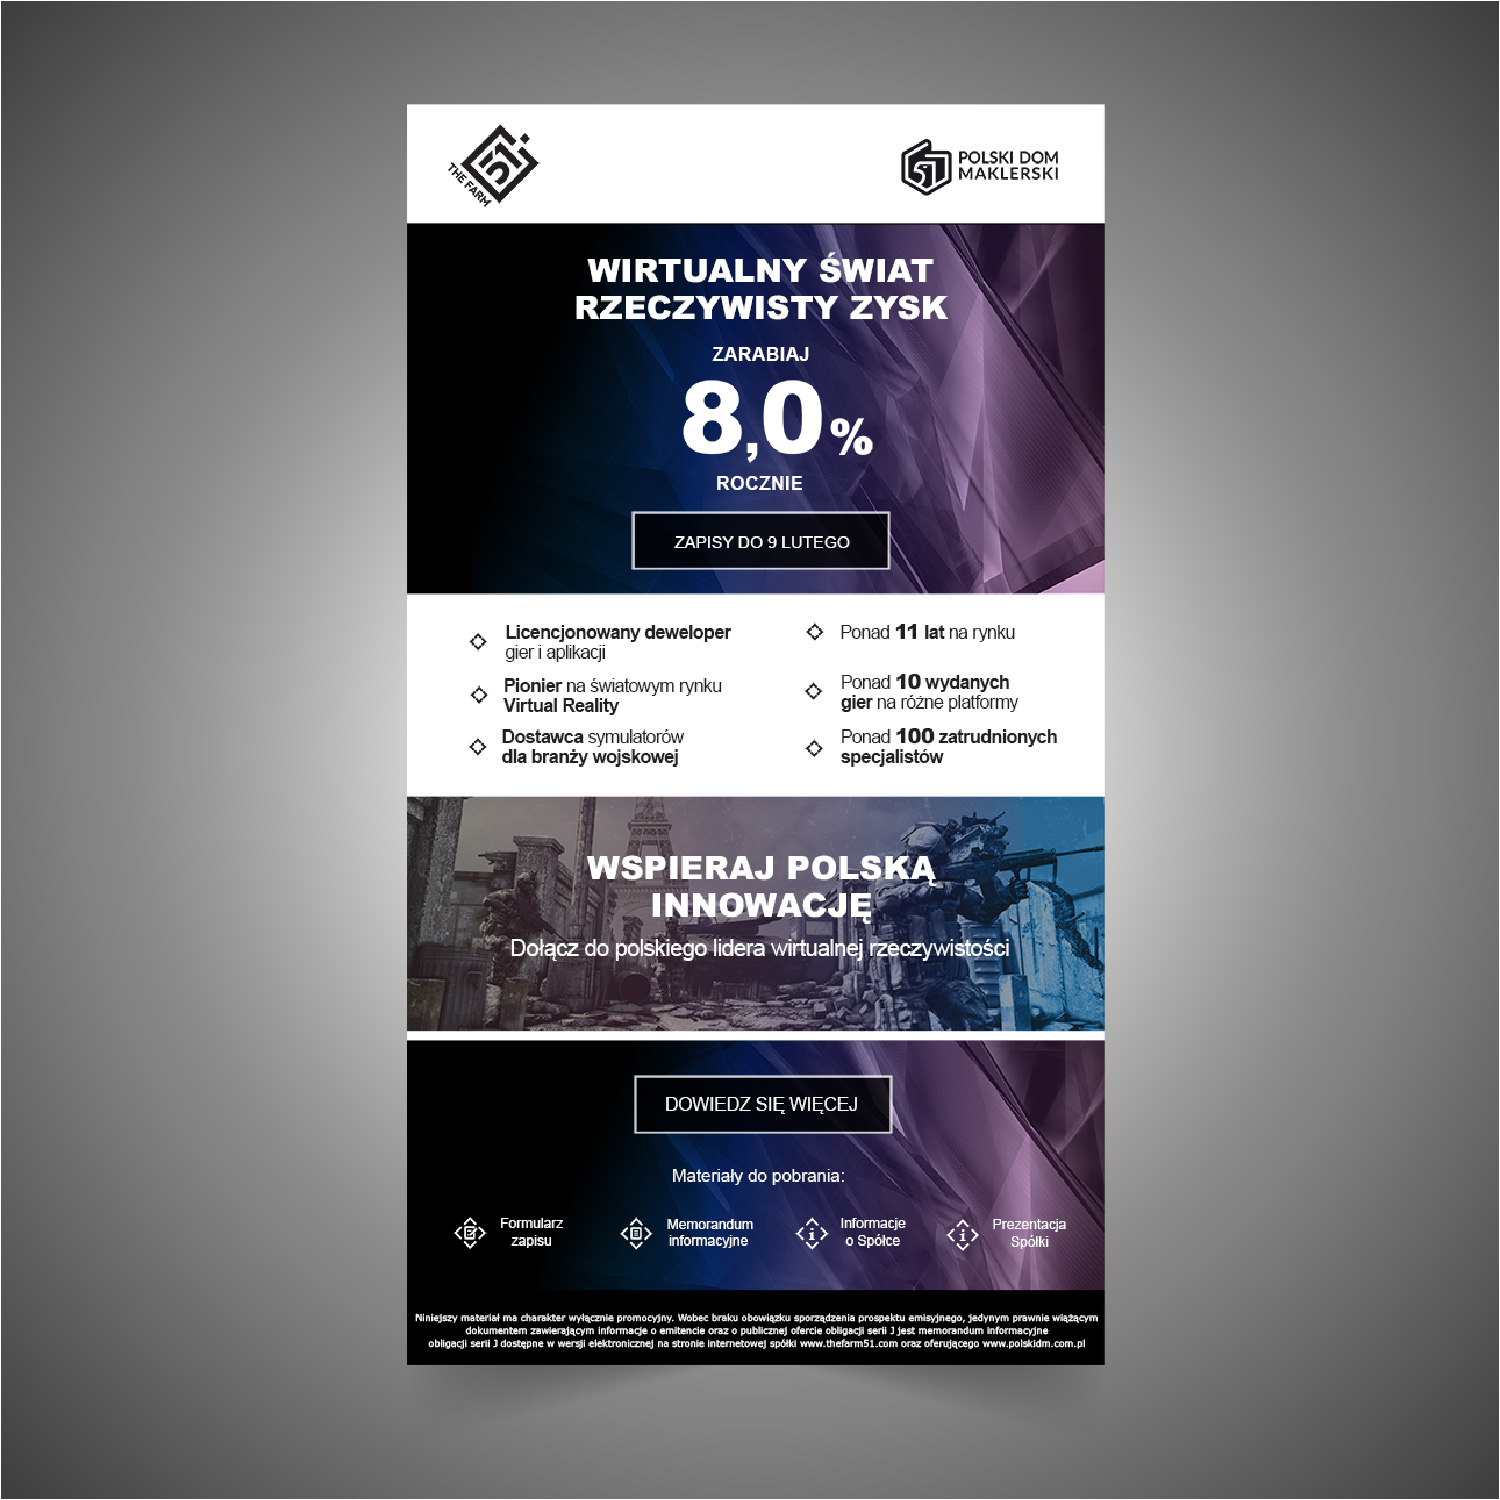 THE FARM
51
51
POLSKI DOM
MAKLERSKI
WIRTUALNY ŚWIAT
RZECZYWISTY ZYSK
ZARABIAJ
8,0%
ROCZNIE
ZAPISY DO 9 LUTEGO
Licencjonowany deweloper
gier i aplikacji
Pionier na światowym rynku
Virtual Reality
Dostawca symulatorów
dla branży wojskowej
Ponad 11 lat na rynku
Ponad 10 wydanych
gier na różne platformy
Ponad 100 zatrudnionych
specjalistów
WSPIERAJ POLSKĄ
INNOWACJĘ
Dołącz do polskiego lidera wirtualnej rzeczywistości
DOWIEDZ SIĘ WIĘCEJ
Materiały do pobrania:
Formularz
zapisu
Memorandum
informacyjne
Informacje
o Spółce
Prezentacja
Spółki
Niniejszy materiał ma charakter wyłącznie promocyjny. Wobec braku obowiązku sporządzenia prospektu emisyjnego, jedynym prawnie wiążącym
dokumentem zawierającym informacje o emitencie oraz o publicznej ofercie obligacji serii J jest memorandum informacyjne
obligacji serii J dostępne w wersji elektronicznej na stronie internetowej spółki www.thefarm51.com oraz oferującego www.polskidm.com.pl